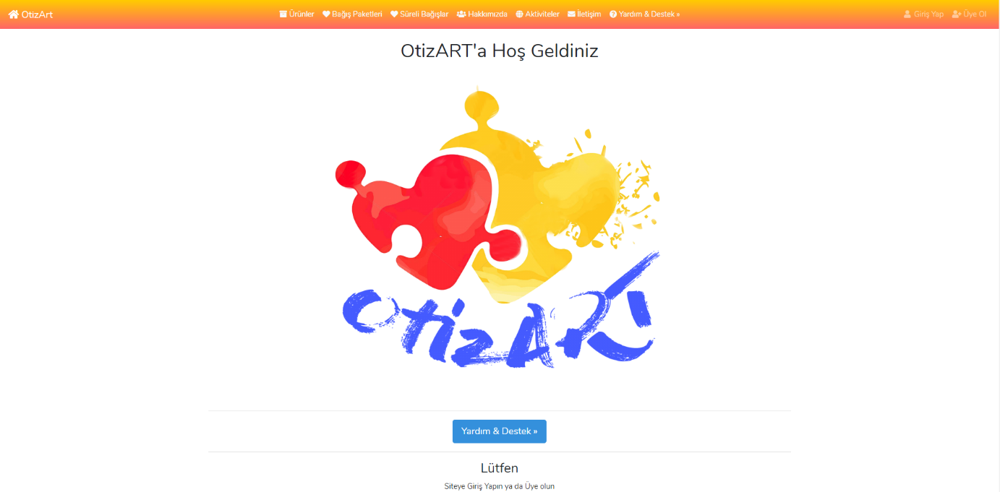 OtizArt
Ürünler Bağış Paketleri Süreli Bağışlar Hakkımızda Aktiviteler İletişim Yardım & Destek »
Giriş Yap Üye Ol
OtizART'a Hoş Geldiniz
OtizART
Yardım & Destek »
Lütfen
Siteye Giriş Yapın ya da Üye olun